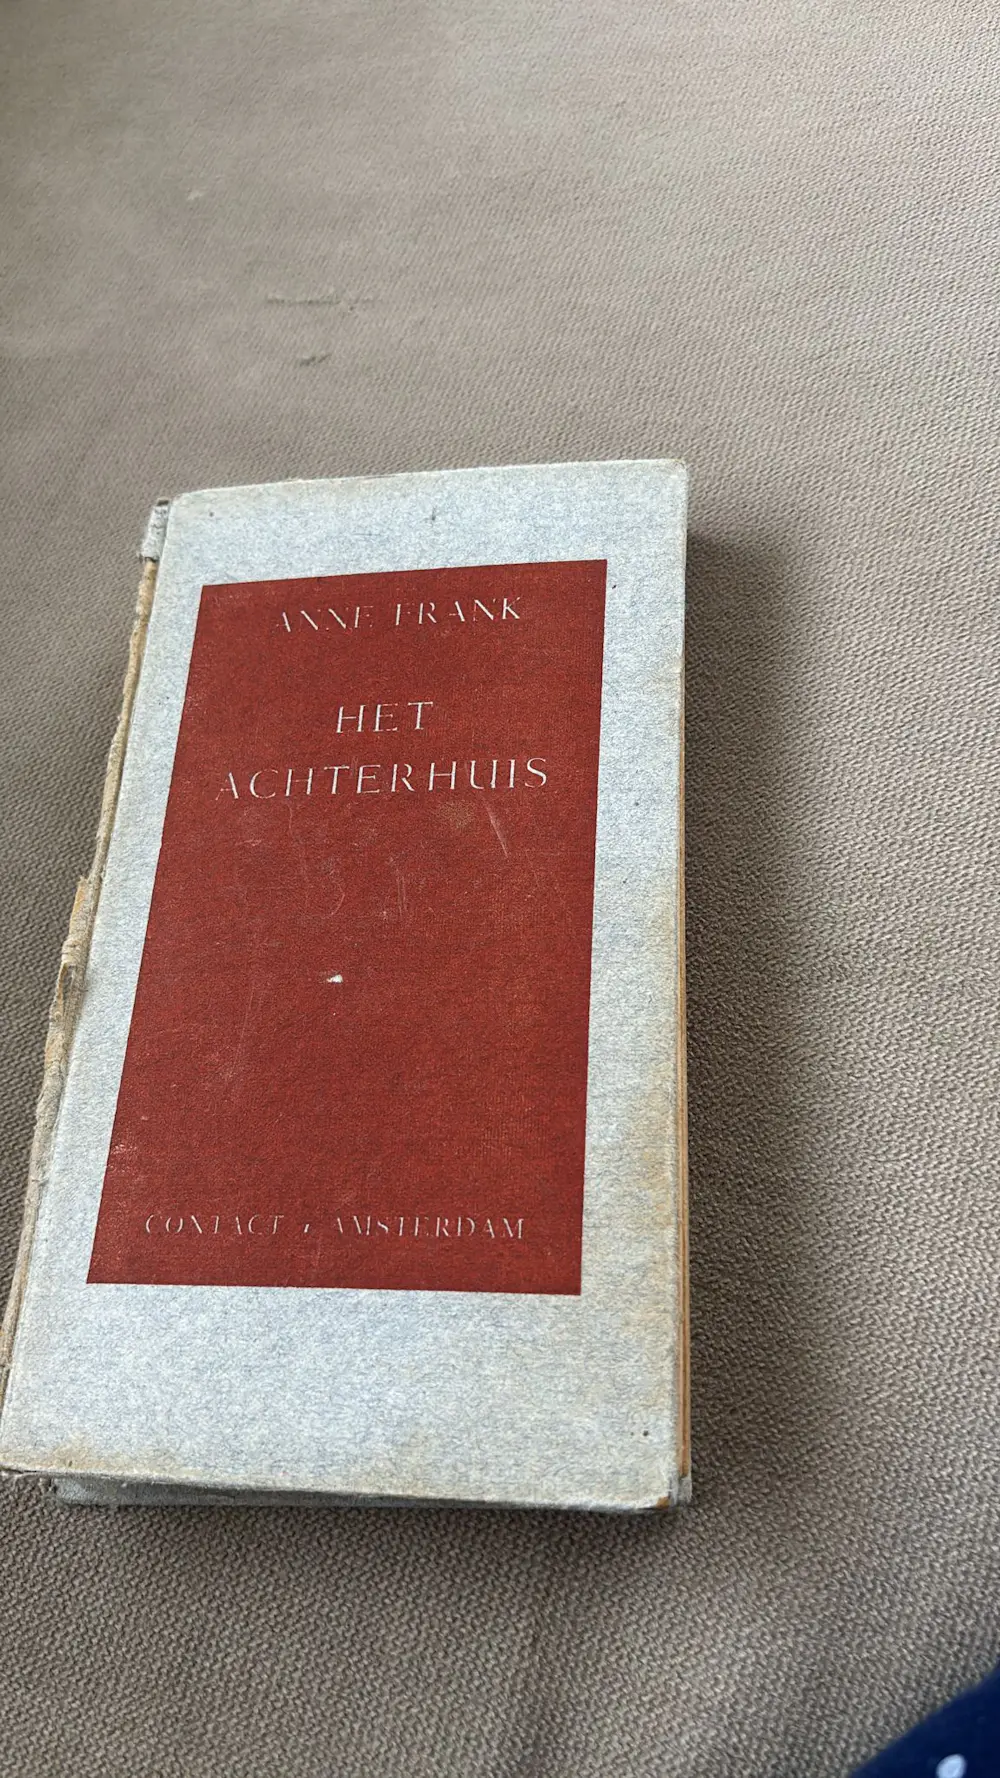 ANNE FRANK
HET
ACHTERHUIS
CONTACT · AMSTERDAM